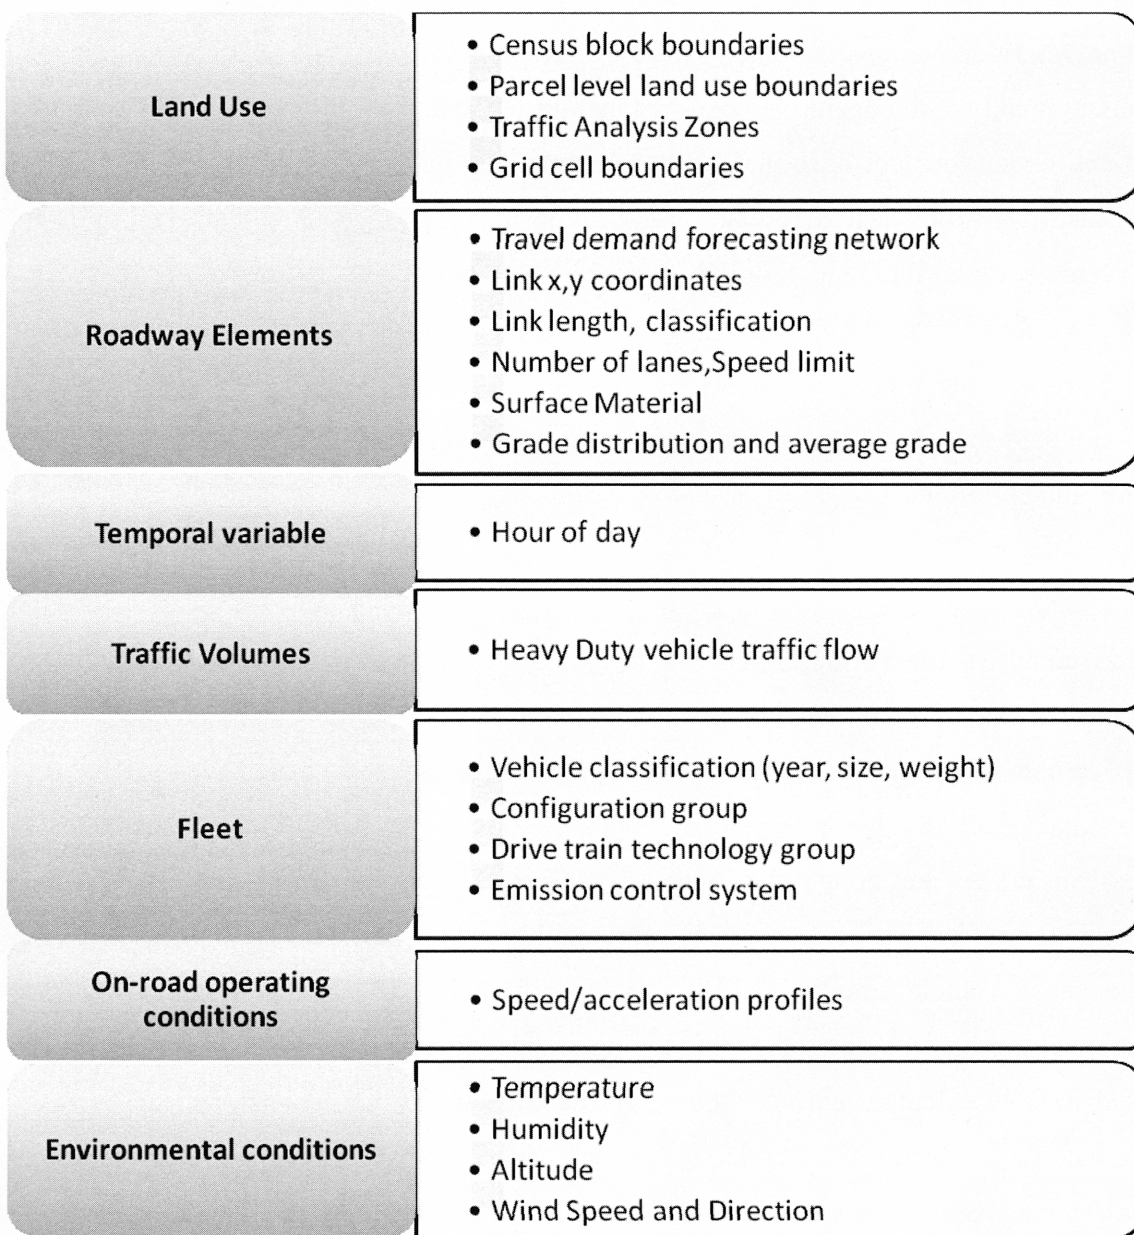 Land Use
• Census block boundaries
• Parcel level land use boundaries
• Traffic Analysis Zones
• Grid cell boundaries
Roadway Elements
• Travel demand forecasting network
• Link x,y coordinates
• Link length, classification
• Number of lanes,Speed limit
• Surface Material
• Grade distribution and average grade
Temporal variable
• Hour of day
Traffic Volumes
• Heavy Duty vehicle traffic flow
Fleet
• Vehicle classification (year, size, weight)
• Configuration group
• Drive train technology group
• Emission control system
On-road operating
conditions
• Speed/acceleration profiles
Environmental conditions
• Temperature
• Humidity
• Altitude
• Wind Speed and Direction